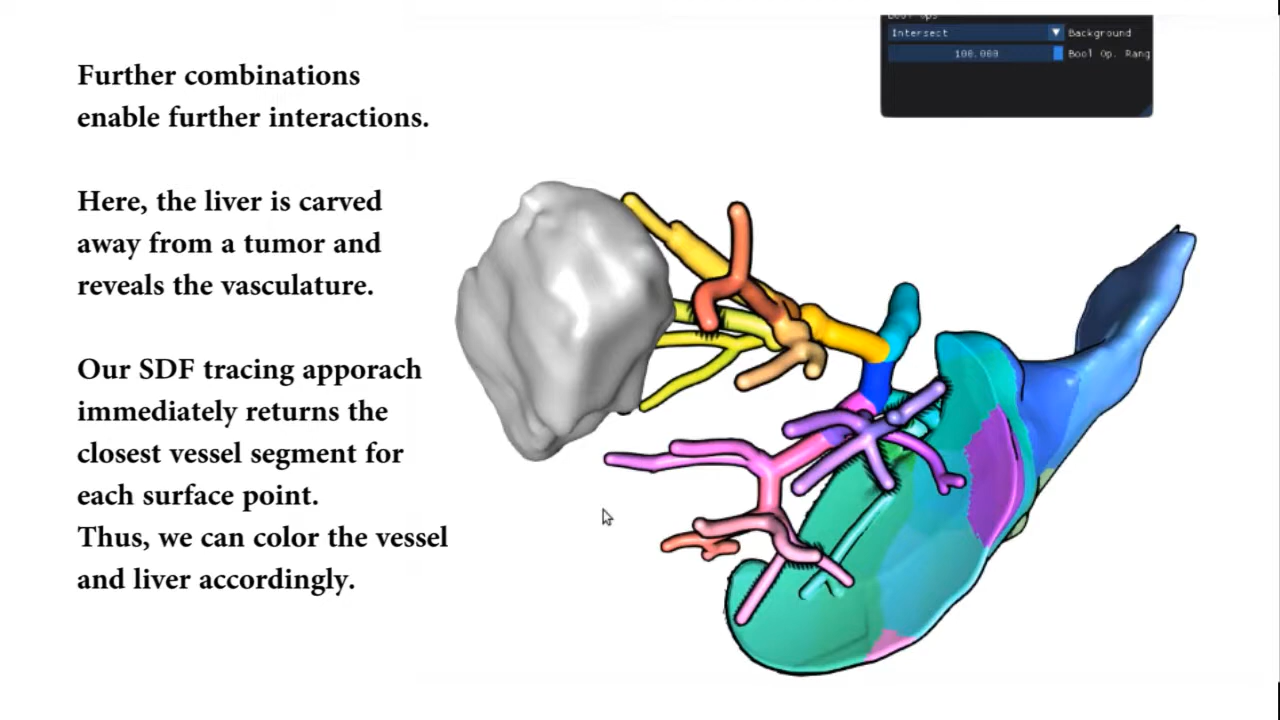 Further combinations
enable further interactions.
Here, the liver is carved
away from a tumor and
reveals the vasculature.
Our SDF tracing apporach
immediately returns the
closest vessel segment for
each surface point.
Thus, we can color the vessel
and liver accordingly.
Bool Ops
Intersect Background
100.000 Bool Op. Rang